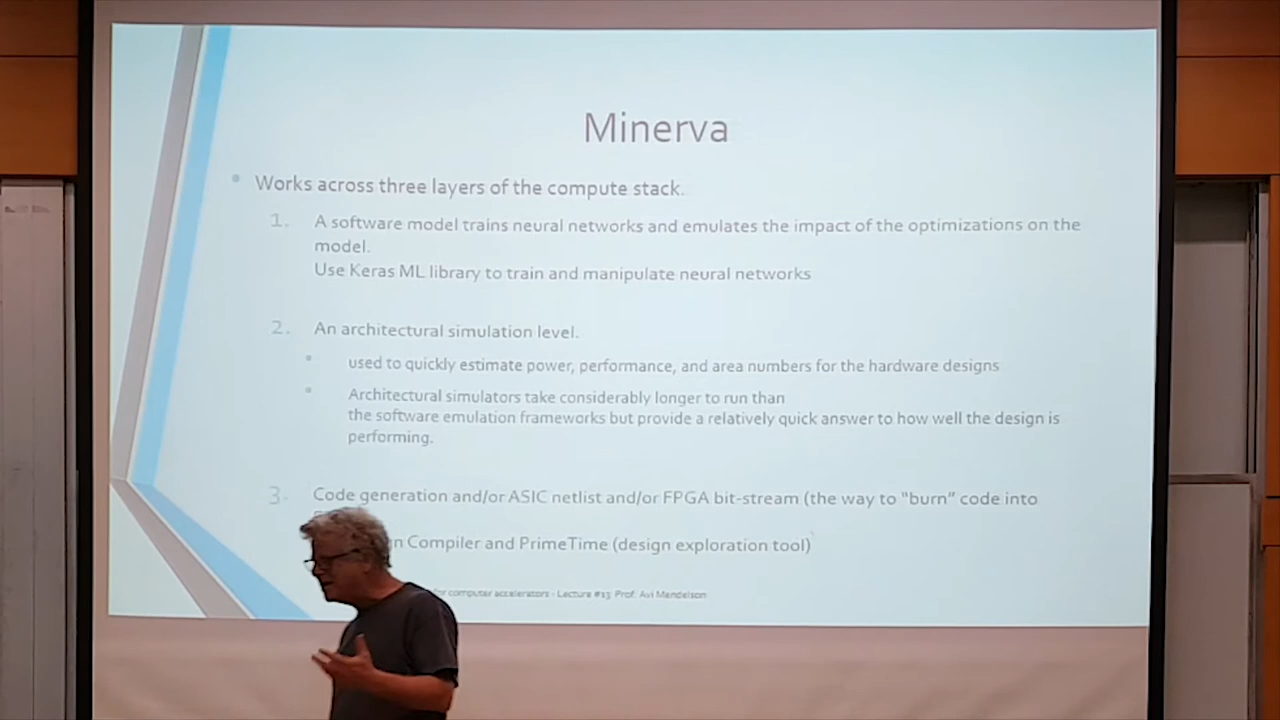 Minerva
• Works across three layers of the compute stack.
1. A software model trains neural networks and emulates the impact of the optimizations on the
model.
Use Keras ML library to train and manipulate neural networks
2. An architectural simulation level.
• used to quickly estimate power, performance, and area numbers for the hardware designs
• Architectural simulators take considerably longer to run than
the software emulation frameworks but provide a relatively quick answer to how well the design is
performing.
3. Code generation and/or ASIC netlist and/or FPGA bit-stream (the way to "burn" code into
Compiler and PrimeTime (design exploration tool)
for computer accelerators - Lecture #13 Prof. Avi Mendelson